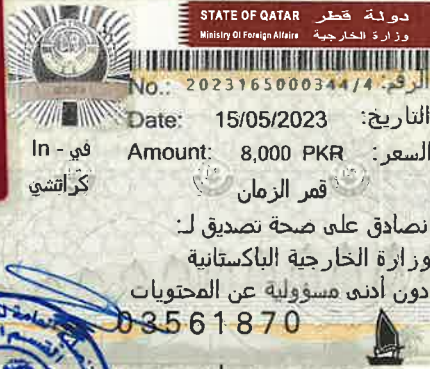 STATE OF QATAR دولة قطر
Ministry Of Foreign Affairs وزارة الخارجية
No.: 2023165000344/4 الرقم:
Date: 15/05/2023 التاريخ:
In - في Amount: 8,000 PKR السعر:
كراتشي قمر الزمان
نصادق على صحة تصديق لـ:
وزارة الخارجية الباكستانية
دون أدنى مسؤولية عن المحتويات
03561870